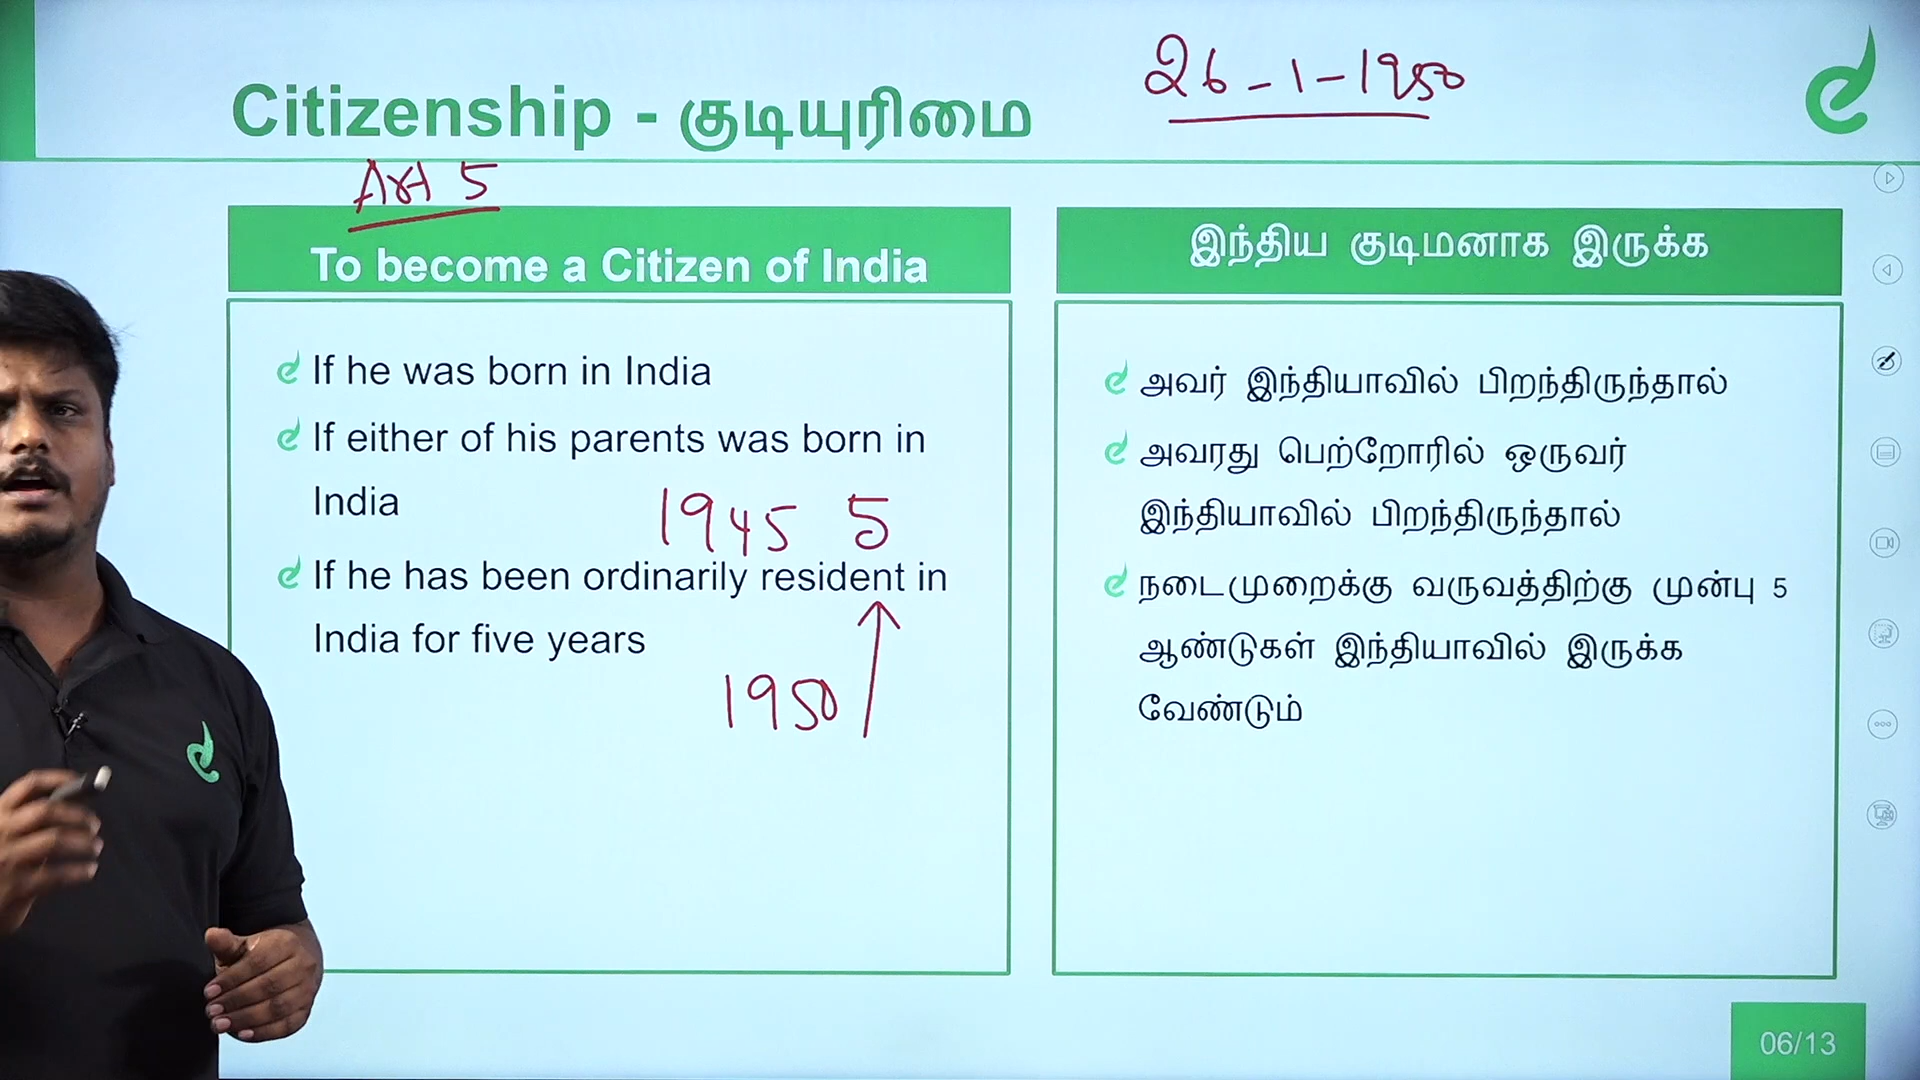 26-1-1950
Citizenship - குடியுரிமை
Art 5
To become a Citizen of India
If he was born in India
If either of his parents was born in
India
1945 5
If he has been ordinarily resident in
India for five years
1950
இந்திய குடிமனாக இருக்க
அவர் இந்தியாவில் பிறந்திருந்தால்
அவரது பெற்றோரில் ஒருவர்
இந்தியாவில் பிறந்திருந்தால்
நடைமுறைக்கு வருவத்திற்கு முன்பு 5
ஆண்டுகள் இந்தியாவில் இருக்க
வேண்டும்
06/13